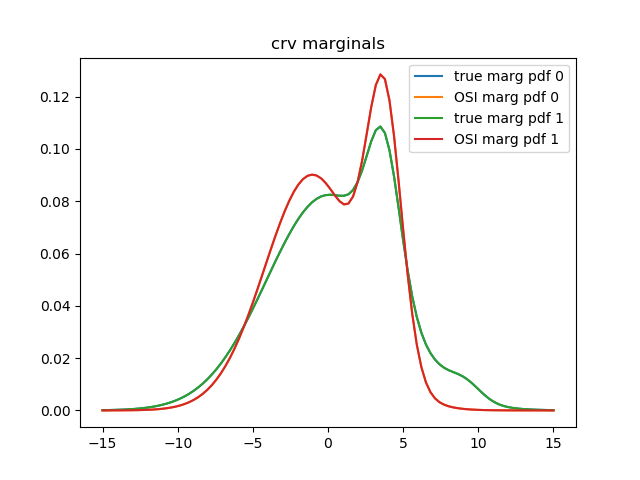 crv marginals
true marg pdf 0
OSI marg pdf 0
true marg pdf 1
OSI marg pdf 1
0.12
0.10
0.08
0.06
0.04
0.02
0.00
−15 −10 −5 0 5 10 15